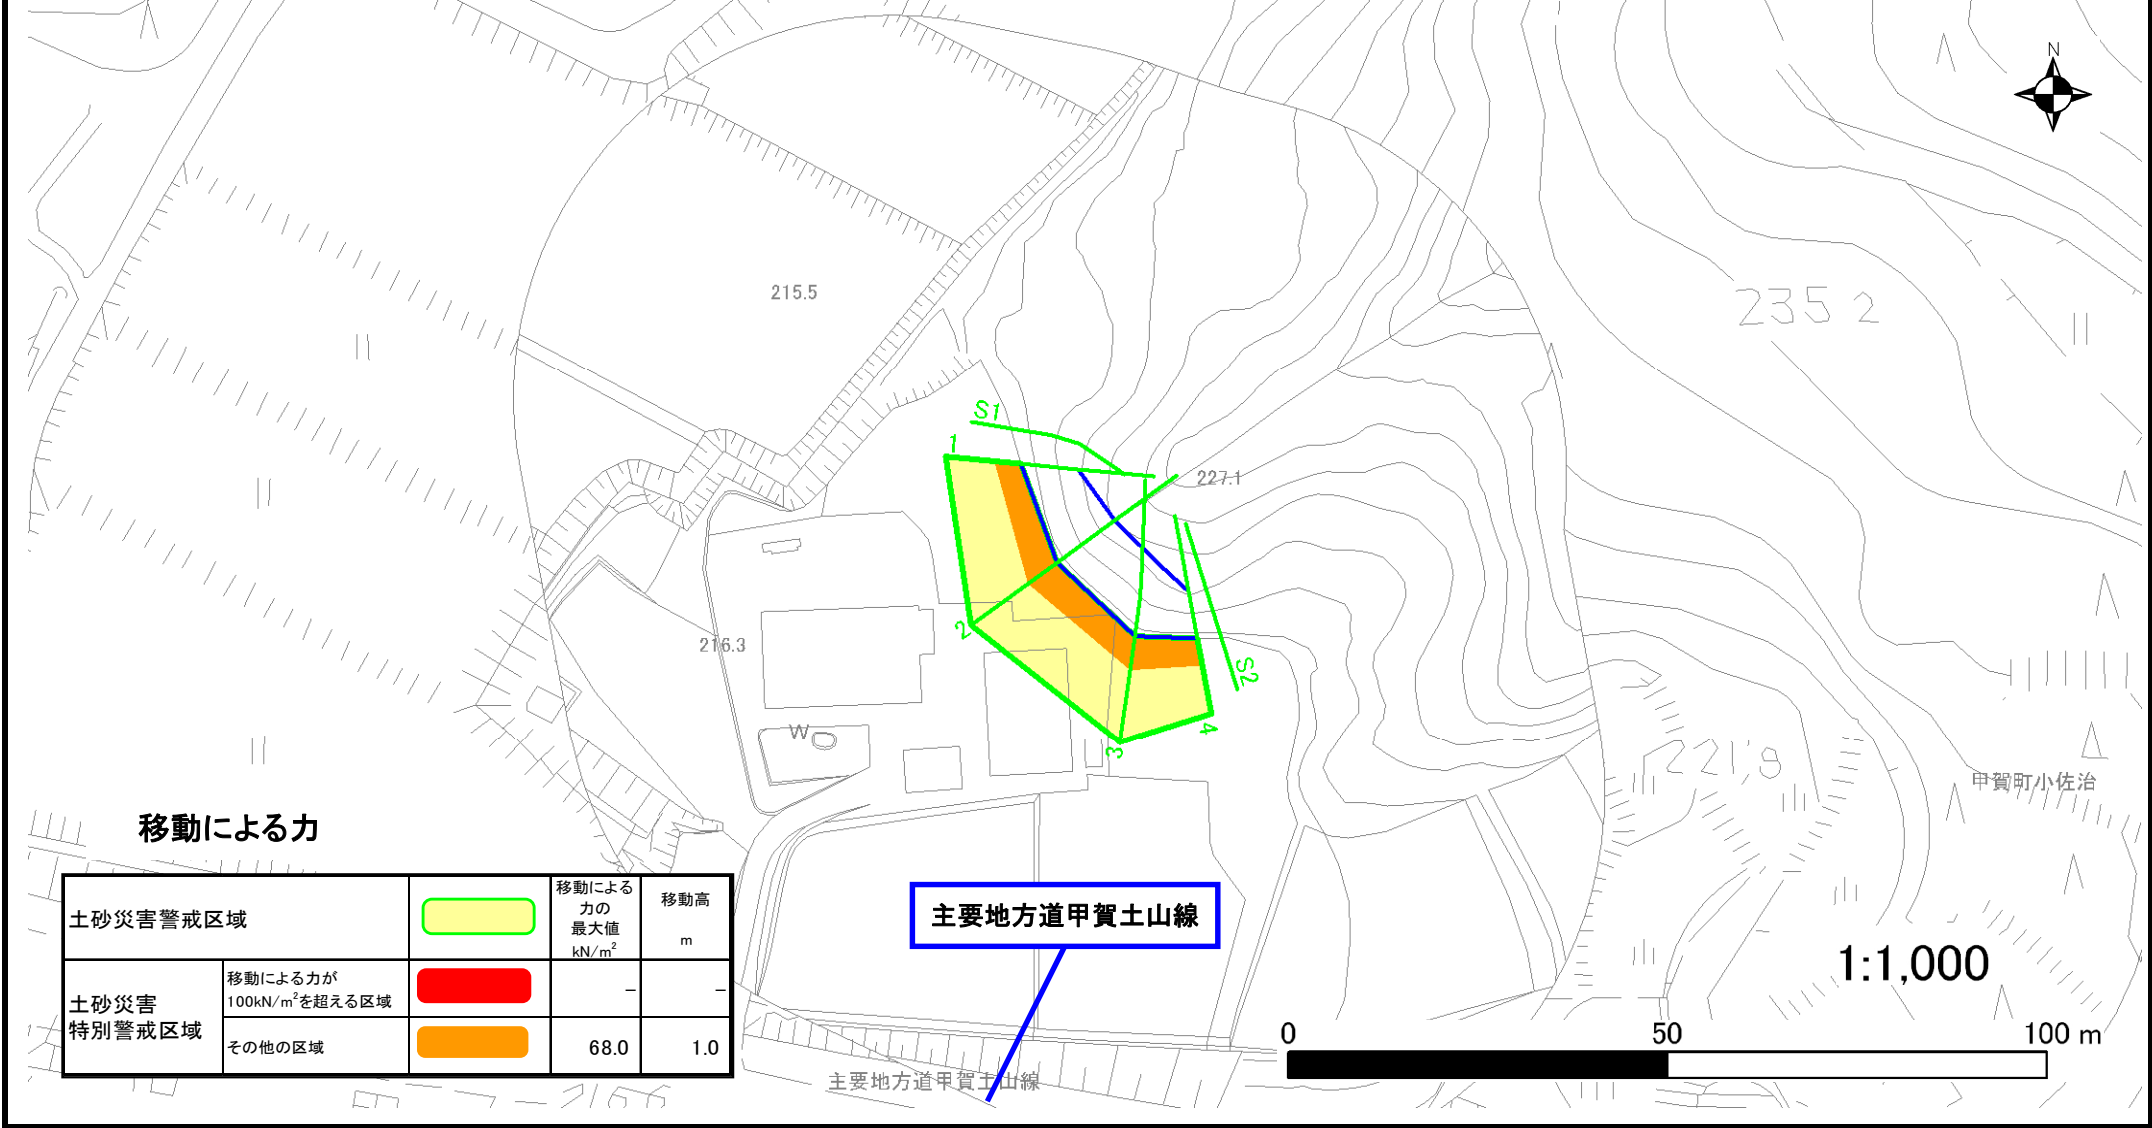 N
215.5
235 2
S1
1
227.1
2
216.3
S2
W
3
4
221,9
甲賀町小佐治
移動による力
土砂災害警戒区域
移動による
力の
最大値
kN/m²
移動高
m
土砂災害
特別警戒区域
移動による力が
100kN/m²を超える区域
－
－
その他の区域
68.0
1.0
主要地方道甲賀土山線
主要地方道甲賀土山線
1:1,000
0
50
100 m